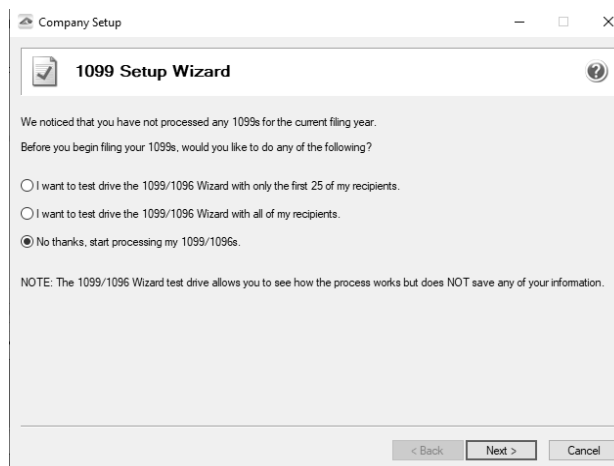 Company Setup
1099 Setup Wizard
We noticed that you have not processed any 1099s for the current filing year.
Before you begin filing your 1099s, would you like to do any of the following?
I want to test drive the 1099/1096 Wizard with only the first 25 of my recipients.
I want to test drive the 1099/1096 Wizard with all of my recipients.
No thanks, start processing my 1099/1096s.
NOTE: The 1099/1096 Wizard test drive allows you to see how the process works but does NOT save any of your information.
< Back Next > Cancel